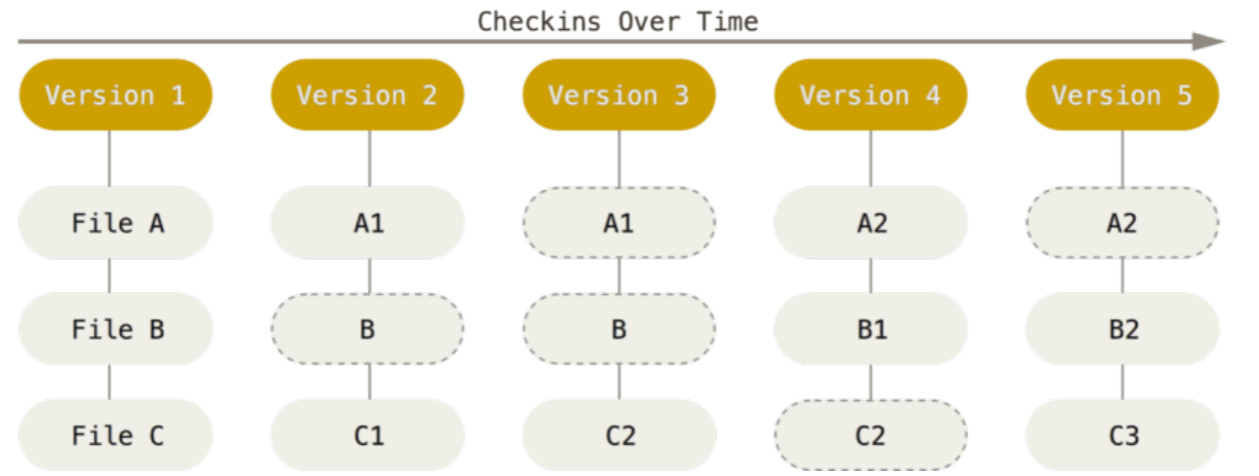 Checkins Over Time
Version 1 Version 2 Version 3 Version 4 Version 5
File A A1 A1 A2 A2
File B B B B1 B2
File C C1 C2 C2 C3